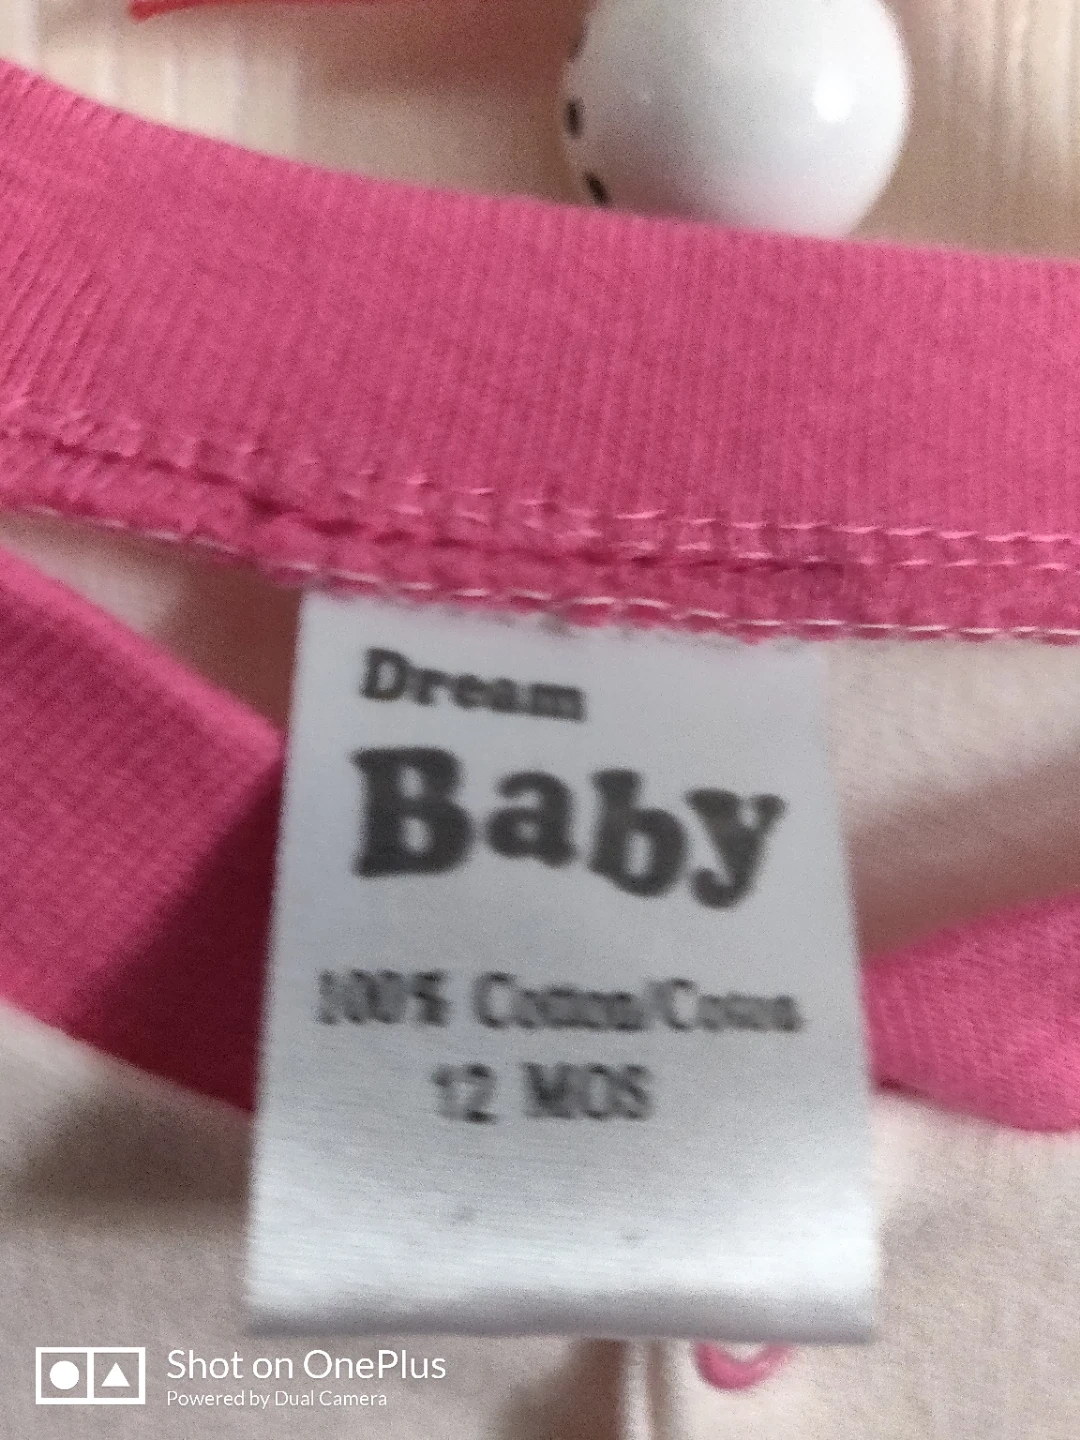 Dream
Baby
100% Cotton/Coton
12 MOS
Shot on OnePlus
Powered by Dual Camera